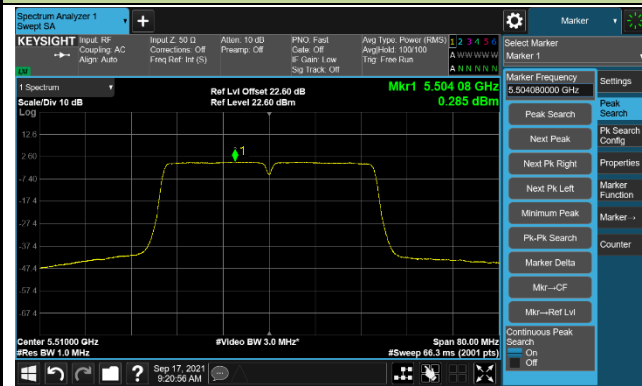 Spectrum Analyzer 1
Swept SA
Marker
KEYSIGHT
Input: RF
Coupling: AC
Align: Auto
Input Z: 50 Ω
Corrections: Off
Freq Ref: Int (S)
Atten: 10 dB
Preamp: Off
PNO: Fast
Gate: Off
IF Gain: Low
Sig Track: Off
Avg Type: Power (RMS)
Avg|Hold: 100/100
Trig: Free Run
1 2 3 4 5 6
A W W W W W
A N N N N N
LXI
Select Marker
Marker 1
1 Spectrum
Scale/Div 10 dB
Log
Ref Lvl Offset 22.60 dB
Ref Level 22.60 dBm
Mkr1 5.504 08 GHz
0.285 dBm
12.6
2.60
-7.40
-17.4
-27.4
-37.4
-47.4
-57.4
-67.4
1
Center 5.51000 GHz
#Res BW 1.0 MHz
#Video BW 3.0 MHz*
Span 80.00 MHz
#Sweep 66.3 ms (2001 pts)
Marker Frequency
5.504080000 GHz
Peak Search
Next Peak
Next Pk Right
Next Pk Left
Minimum Peak
Pk-Pk Search
Marker Delta
Mkr→CF
Mkr→Ref Lvl
Continuous Peak
Search
On
Off
Settings
Peak
Search
Pk Search
Config
Properties
Marker
Function
Marker→
Counter
?
Sep 17, 2021
9:20:56 AM